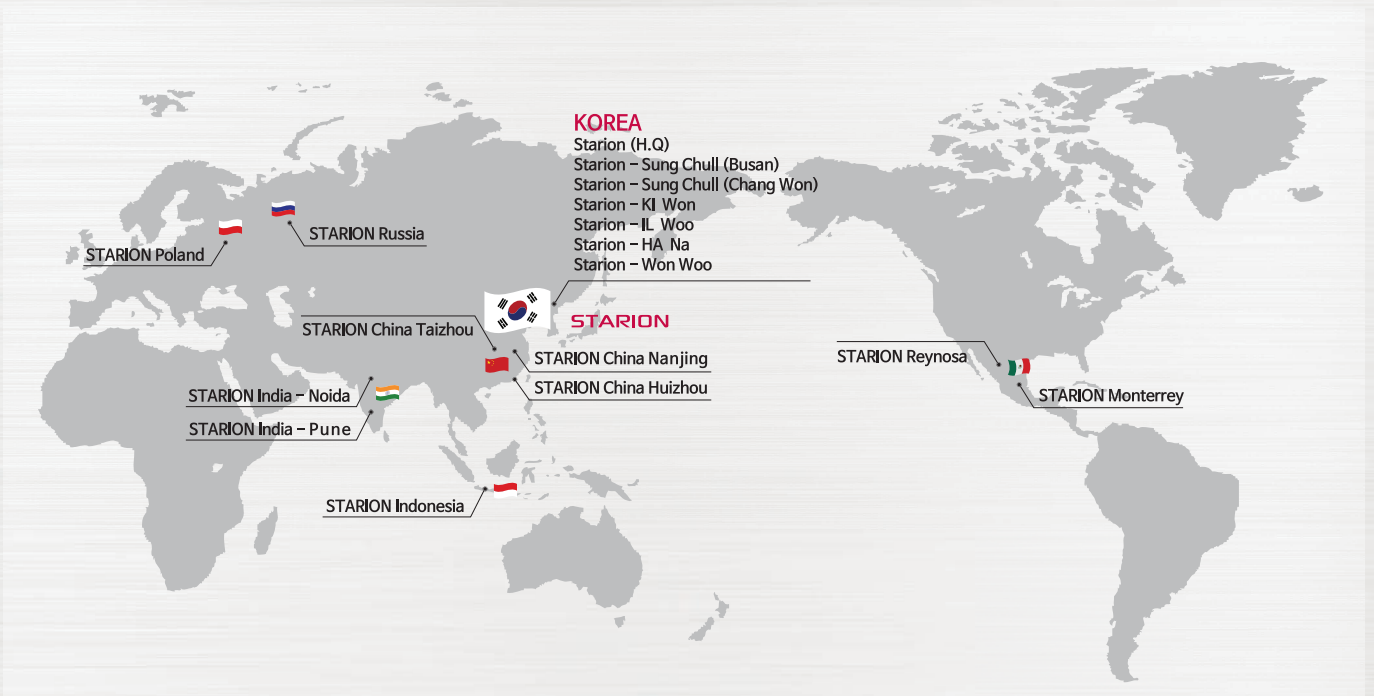 KOREA
Starion (H.Q)
Starion – Sung Chull (Busan)
Starion – Sung Chull (Chang Won)
Starion – KI Won
Starion – IL Woo
Starion – HA Na
Starion – Won Woo
STARION Russia
STARION Poland
STARION
STARION China Taizhou
STARION China Nanjing
STARION China Huizhou
STARION India – Noida
STARION India – Pune
STARION Indonesia
STARION Reynosa
STARION Monterrey